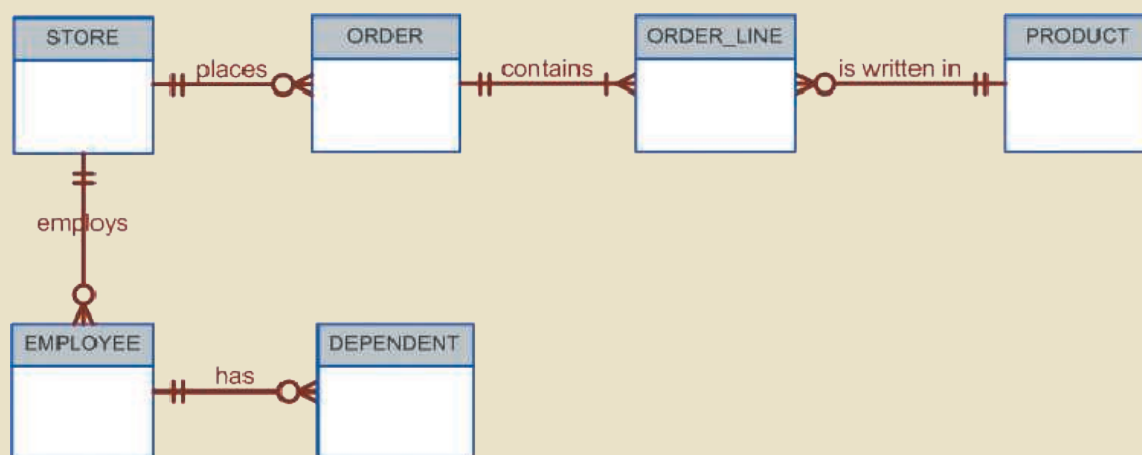 STORE
ORDER
ORDER_LINE
PRODUCT
places
contains
is written in
employs
EMPLOYEE
DEPENDENT
has